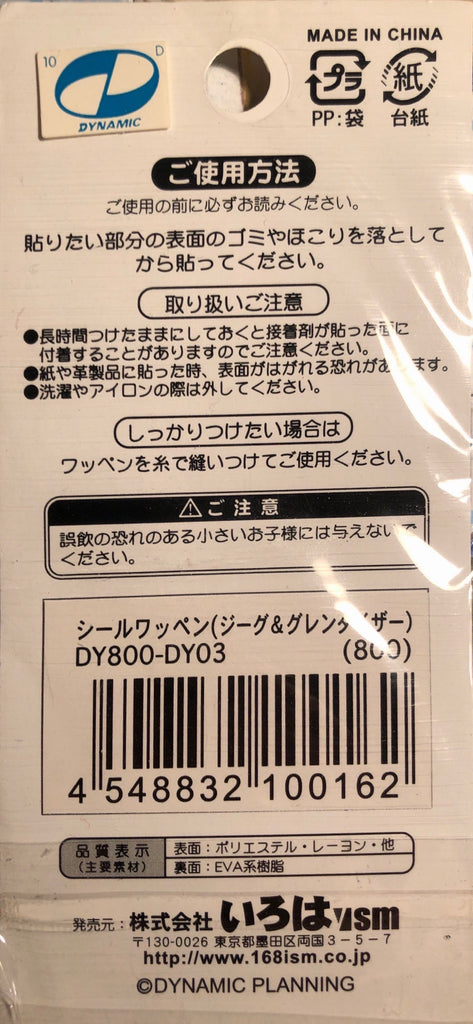 10 D
DYNAMIC
MADE IN CHINA
プラ 紙
PP:袋 台紙
ご使用方法
ご使用の前に必ずお読みください。
貼りたい部分の表面のゴミやほこりを落として
から貼ってください。
取り扱いご注意
●長時間つけたままにしておくと接着剤が貼った面に
付着することがありますのでご注意ください。
●紙や革製品に貼った時、表面がはがれる恐れがあります。
●洗濯やアイロンの際は外してください。
しっかりつけたい場合は
ワッペンを糸で縫いつけてご使用ください。
⚠ご注意
誤飲の恐れのある小さいお子様には与えないで
ください。
シールワッペン(ジーグ&グレンダイザー)
DY800-DY03 (800)
4 548832 100162
品質表示 表面:ポリエステル・レーヨン・他
(主要素材) 裏面:EVA系樹脂
発売元:株式会社 いろはism
〒130-0026 東京都墨田区両国3-5-7
http://www.168ism.co.jp
©DYNAMIC PLANNING